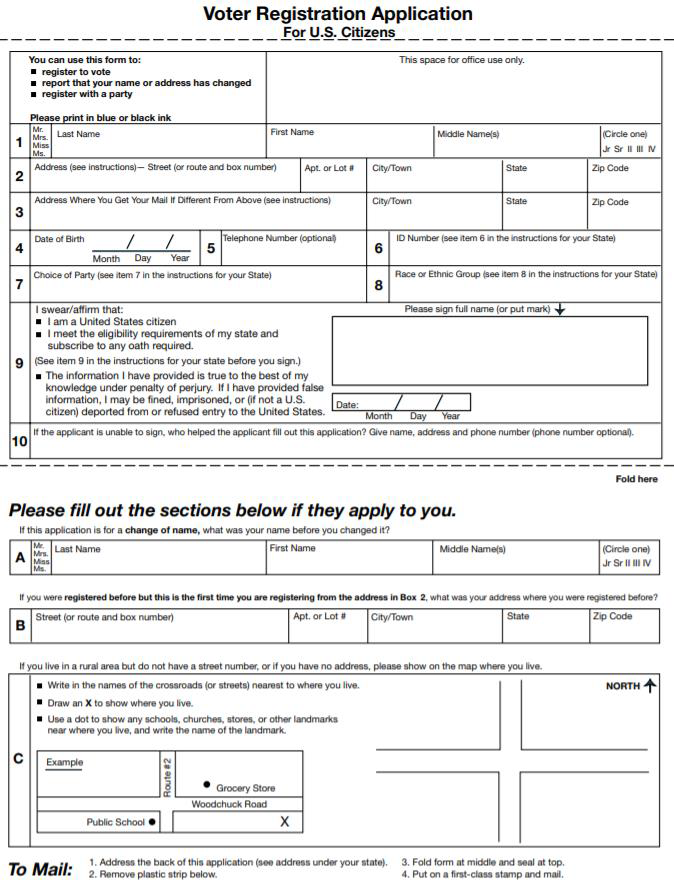 Voter Registration Application
For U.S. Citizens
You can use this form to:
■ register to vote
■ report that your name or address has changed
■ register with a party
Please print in blue or black ink
This space for office use only.
1
Mr.
Mrs.
Miss
Ms.
Last Name
First Name
Middle Name(s)
(Circle one)
Jr Sr II III IV
2
Address (see instructions)— Street (or route and box number)
Apt. or Lot #
City/Town
State
Zip Code
3
Address Where You Get Your Mail If Different From Above (see instructions)
City/Town
State
Zip Code
4
Date of Birth
/ /
Month Day Year
5
Telephone Number (optional)
6
ID Number (see item 6 in the instructions for your State)
7
Choice of Party (see item 7 in the instructions for your State)
8
Race or Ethnic Group (see item 8 in the instructions for your State)
9
I swear/affirm that:
■ I am a United States citizen
■ I meet the eligibility requirements of my state and
subscribe to any oath required.
(See item 9 in the instructions for your state before you sign.)
■ The information I have provided is true to the best of my
knowledge under penalty of perjury. If I have provided false
information, I may be fined, imprisoned, or (if not a U.S.
citizen) deported from or refused entry to the United States.
Please sign full name (or put mark) ↓
Date: / /
Month Day Year
10
If the applicant is unable to sign, who helped the applicant fill out this application? Give name, address and phone number (phone number optional).
Fold here
Please fill out the sections below if they apply to you.
If this application is for a change of name, what was your name before you changed it?
A
Mr.
Mrs.
Miss
Ms.
Last Name
First Name
Middle Name(s)
(Circle one)
Jr Sr II III IV
If you were registered before but this is the first time you are registering from the address in Box 2, what was your address where you were registered before?
B
Street (or route and box number)
Apt. or Lot #
City/Town
State
Zip Code
If you live in a rural area but do not have a street number, or if you have no address, please show on the map where you live.
C
■ Write in the names of the crossroads (or streets) nearest to where you live.
■ Draw an X to show where you live.
■ Use a dot to show any schools, churches, stores, or other landmarks
near where you live, and write the name of the landmark.
NORTH ↑
Example
Route #2
● Grocery Store
Woodchuck Road
Public School ●
X
To Mail:
1. Address the back of this application (see address under your state).
2. Remove plastic strip below.
3. Fold form at middle and seal at top.
4. Put on a first-class stamp and mail.